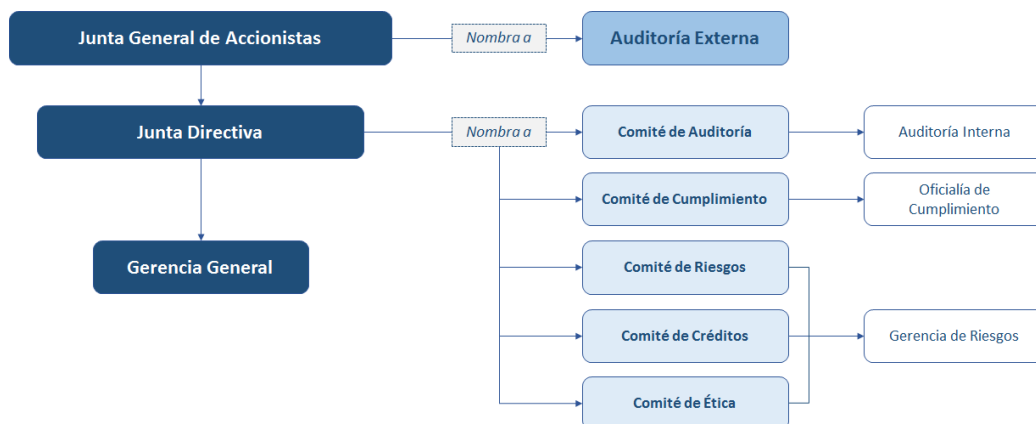 Junta General de Accionistas
Nombra a
Auditoría Externa
Junta Directiva
Nombra a
Comité de Auditoría
Auditoría Interna
Comité de Cumplimiento
Oficialía de
Cumplimiento
Gerencia General
Comité de Riesgos
Comité de Créditos
Gerencia de Riesgos
Comité de Ética